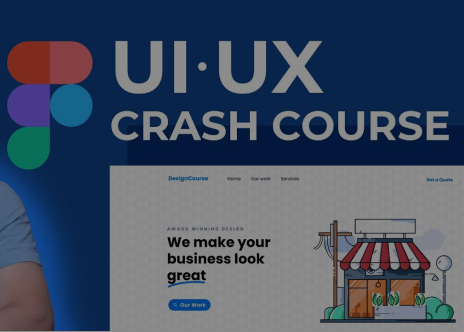 UI·UX
CRASH COURSE
DesignCourse Home Our work Services Get a Quote
AWARD WINNING DESIGN
We make your
business look
great
Our Work